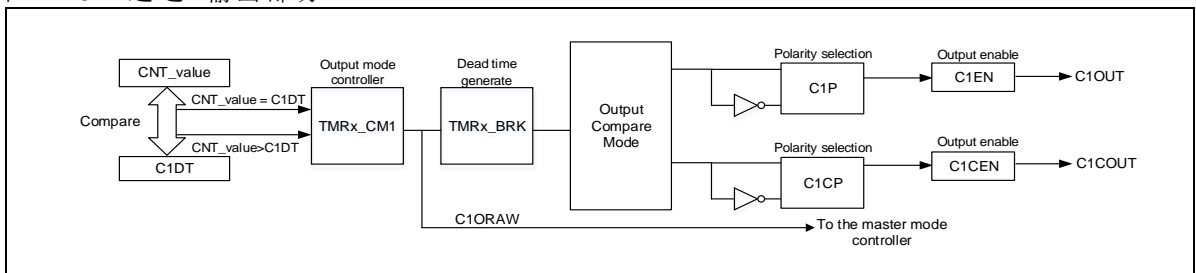 CNT_value
Compare
C1DT
CNT_value = C1DT
CNT_value>C1DT
Output mode
controller
TMRx_CM1
Dead time
generate
TMRx_BRK
C1ORAW
Output
Compare
Mode
Polarity selection
C1P
Output enable
C1EN
C1OUT
Polarity selection
C1CP
Output enable
C1CEN
C1COUT
To the master mode
controller